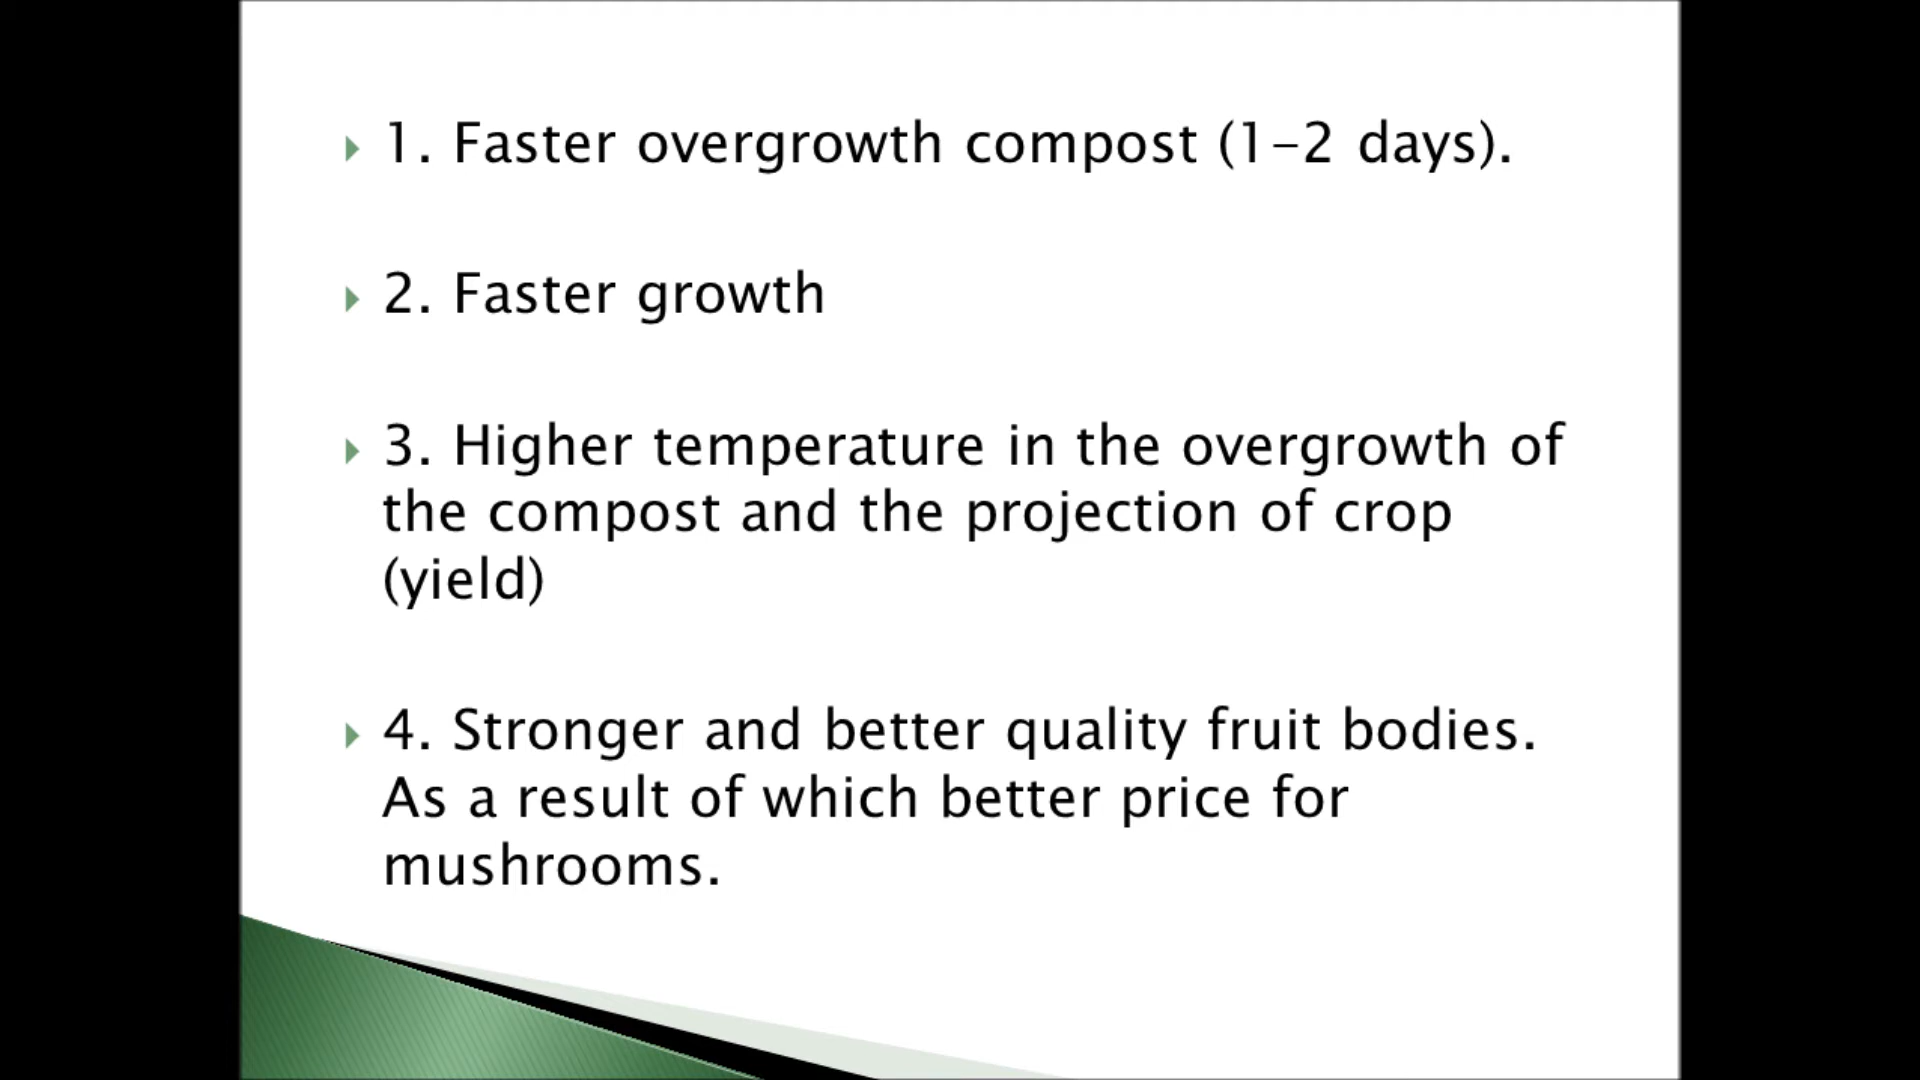 1. Faster overgrowth compost (1-2 days).
2. Faster growth
3. Higher temperature in the overgrowth of
the compost and the projection of crop
(yield)
4. Stronger and better quality fruit bodies.
As a result of which better price for
mushrooms.